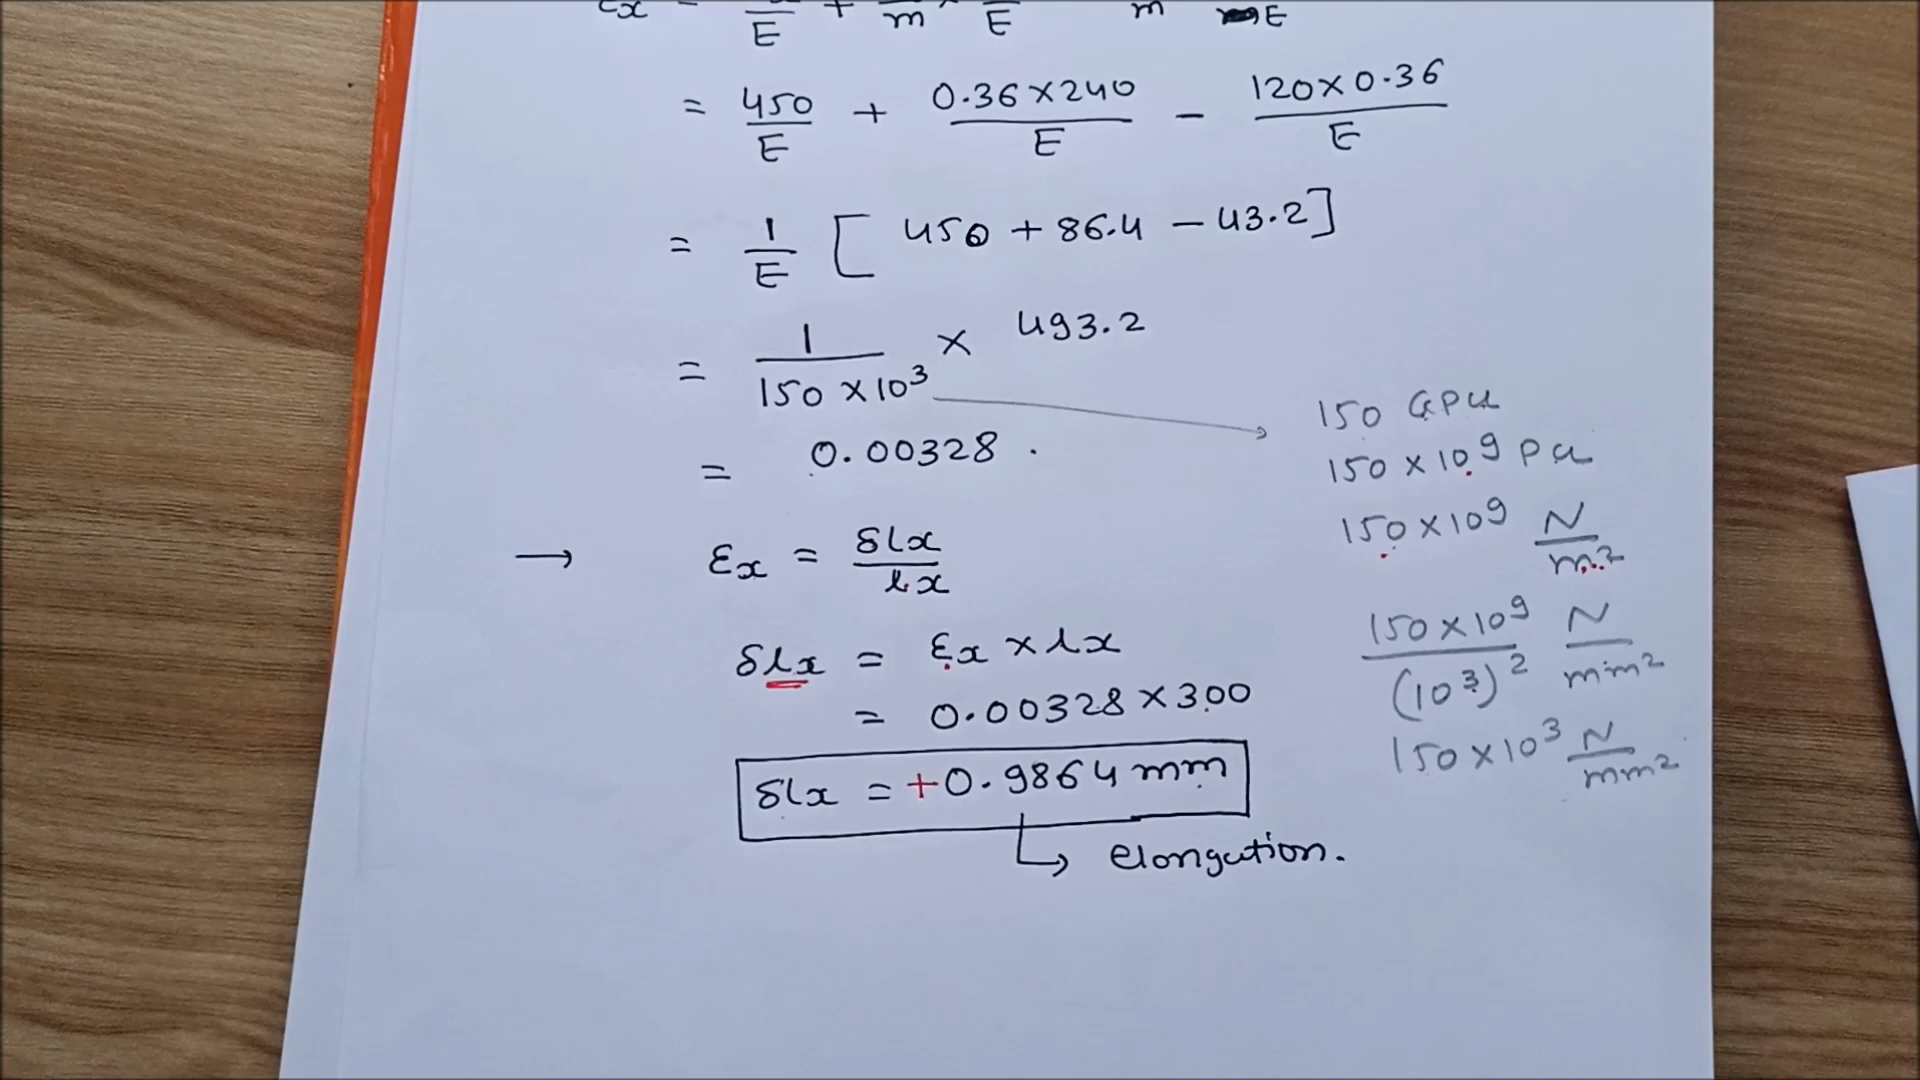 = 450/E + 0.36×240/E − 120×0.36/E
= 1/E [ 450 + 86.4 − 43.2 ]
= 1/150 ×10³ × 493.2
= 0.00328 .
→ εx = δlx/lx
δlx = εx × lx
= 0.00328 × 300
δlx = +0.9864 mm
↳ elongation.
150 GPa
150 × 10⁹ Pa
150 × 10⁹ N/m²
150 × 10⁹/(10³)² N/mm²
150 × 10³ N/mm²